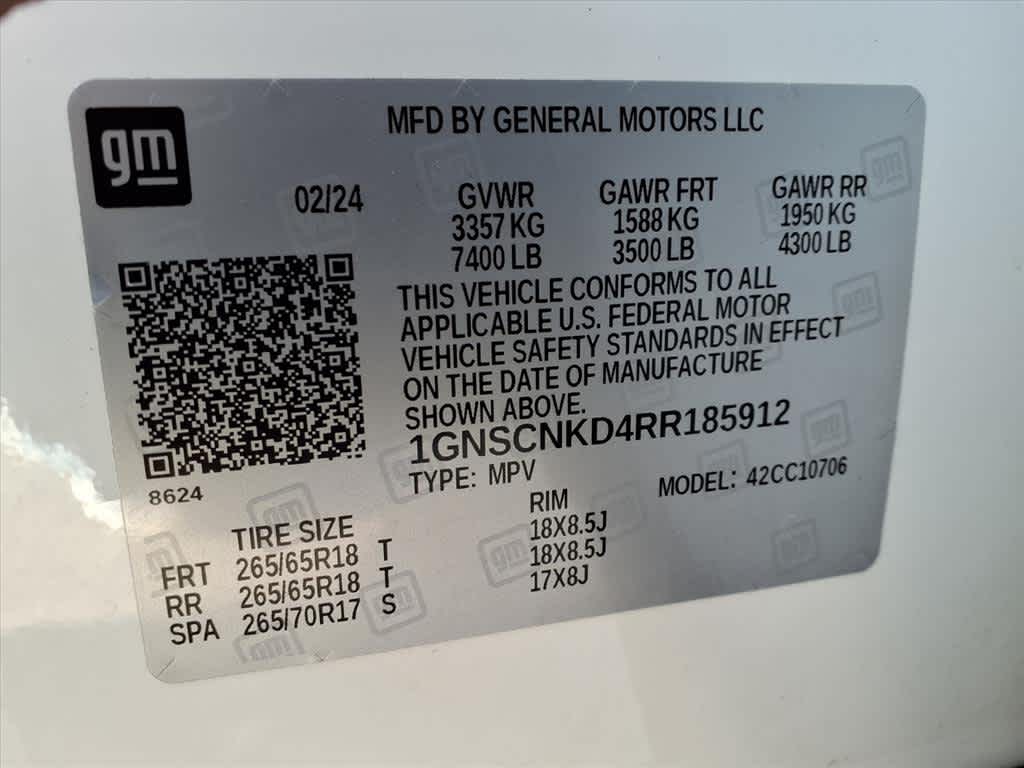 gm
MFD BY GENERAL MOTORS LLC
02/24 GVWR GAWR FRT GAWR RR
3357 KG 1588 KG 1950 KG
7400 LB 3500 LB 4300 LB
THIS VEHICLE CONFORMS TO ALL
APPLICABLE U.S. FEDERAL MOTOR
VEHICLE SAFETY STANDARDS IN EFFECT
ON THE DATE OF MANUFACTURE
SHOWN ABOVE.
1GNSCNKD4RR185912
TYPE: MPV MODEL: 42CC10706
8624
TIRE SIZE RIM
FRT 265/65R18 T 18X8.5J
RR 265/65R18 T 18X8.5J
SPA 265/70R17 S 17X8J